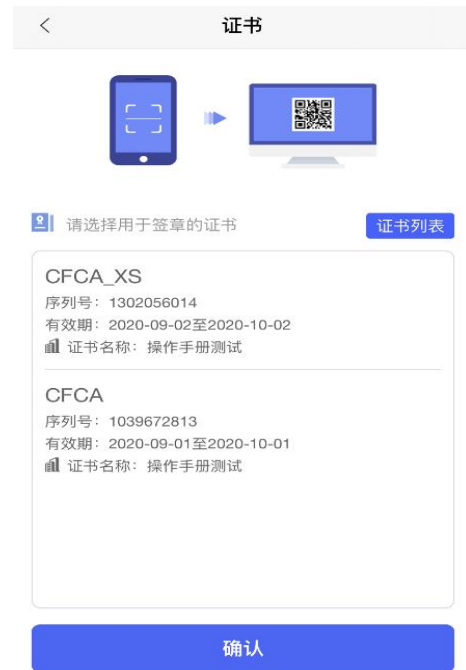 证书
请选择用于签章的证书
证书列表
CFCA_XS
序列号：1302056014
有效期：2020-09-02至2020-10-02
证书名称：操作手册测试
CFCA
序列号：1039672813
有效期：2020-09-01至2020-10-01
证书名称：操作手册测试
确认